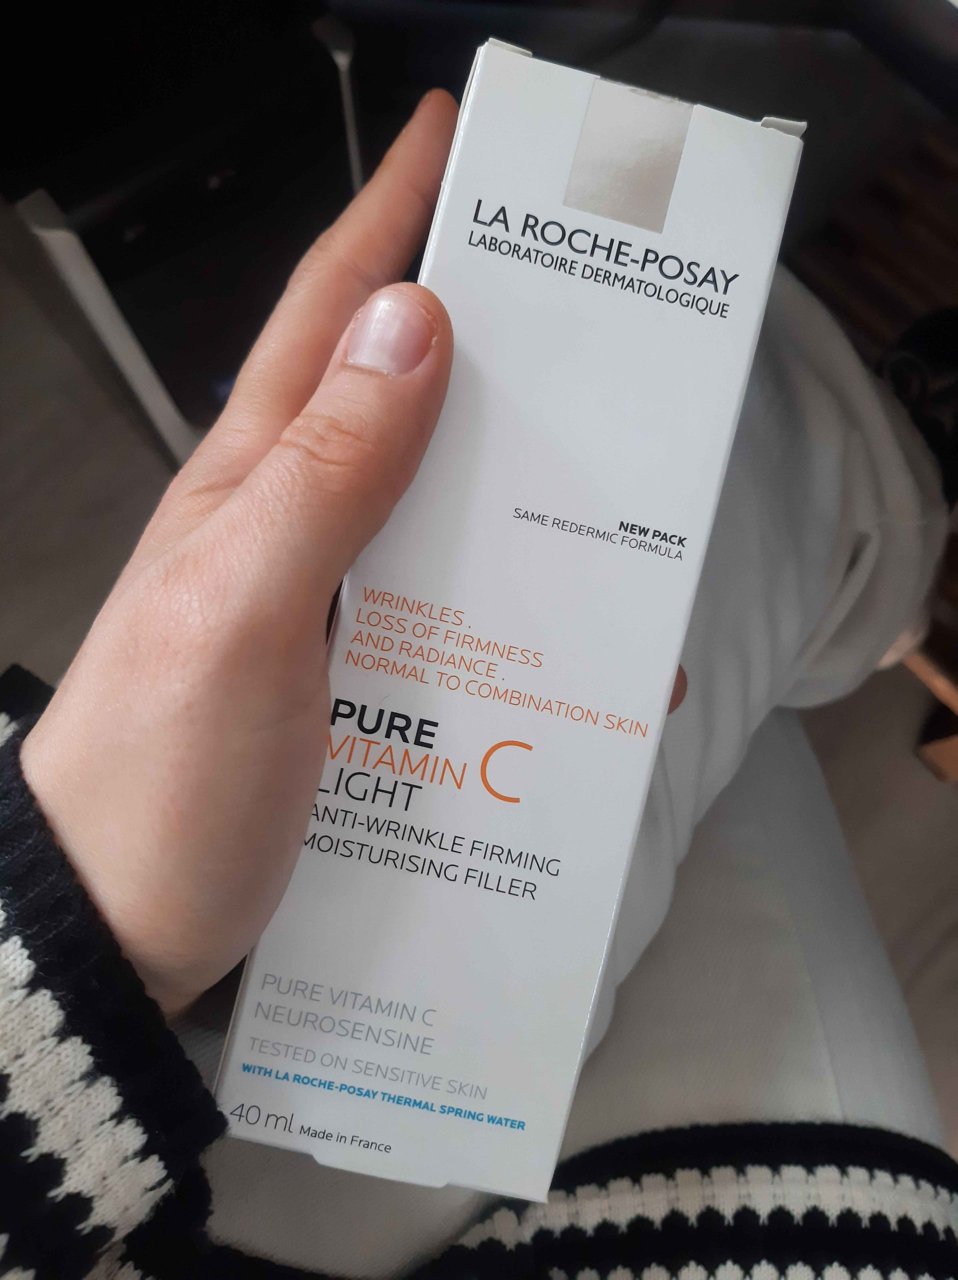 LA ROCHE-POSAY
LABORATOIRE DERMATOLOGIQUE
NEW PACK
SAME REDERMIC FORMULA
WRINKLES .
LOSS OF FIRMNESS
AND RADIANCE .
NORMAL TO COMBINATION SKIN
PURE
VITAMIN C
LIGHT
ANTI-WRINKLE FIRMING
MOISTURISING FILLER
PURE VITAMIN C
NEUROSENSINE
TESTED ON SENSITIVE SKIN
WITH LA ROCHE-POSAY THERMAL SPRING WATER
40 ml Made in France